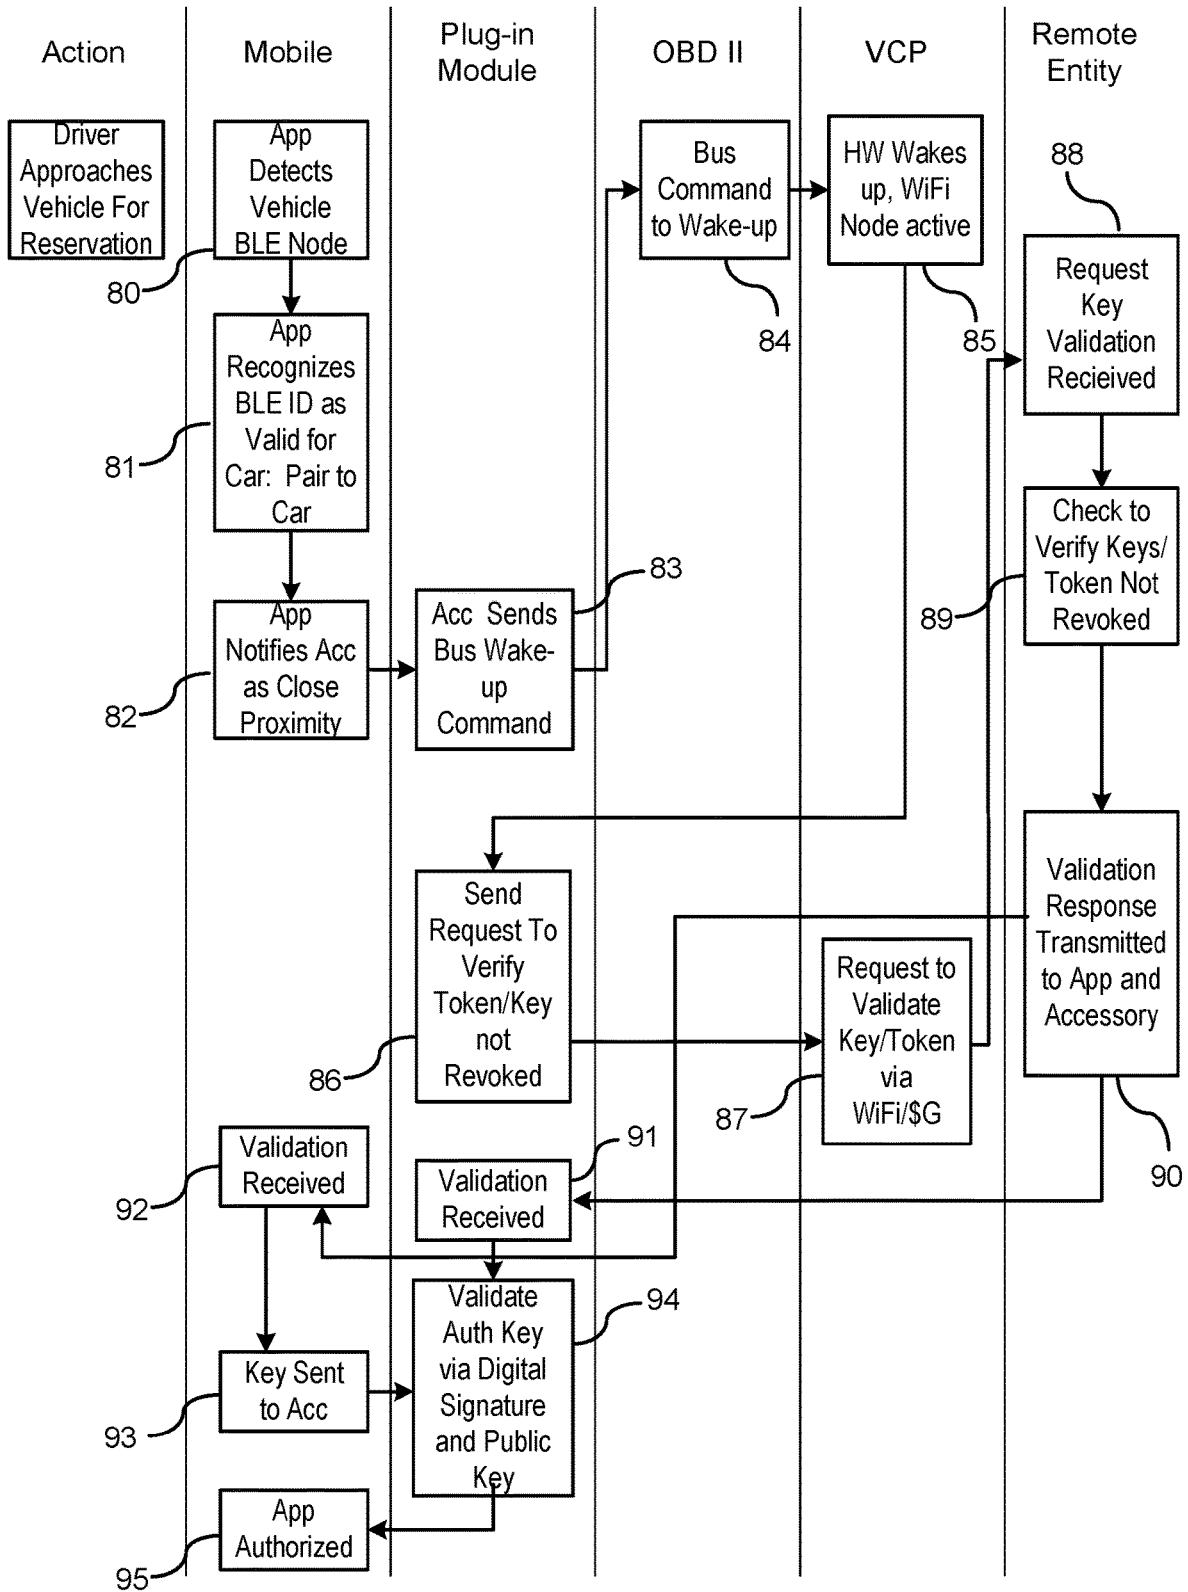 Action
Mobile
Plug-in
Module
OBD II
VCP
Remote
Entity
Driver
Approaches
Vehicle For
Reservation
App
Detects
Vehicle
BLE Node
80
App
Recognizes
BLE ID as
Valid for
Car: Pair to
Car
81
App
Notifies Acc
as Close
Proximity
82
Acc Sends
Bus Wake-
up
Command
83
Bus
Command
to Wake-up
84
HW Wakes
up, WiFi
Node active
85
Send
Request To
Verify
Token/Key
not
Revoked
86
Request to
Validate
Key/Token
via
WiFi/$G
87
88
Request
Key
Validation
Recieived
Check to
Verify Keys/
Token Not
Revoked
89
Validation
Response
Transmitted
to App and
Accessory
90
Validation
Received
91
Validation
Received
92
Key Sent
to Acc
93
Validate
Auth Key
via Digital
Signature
and Public
Key
94
App
Authorized
95